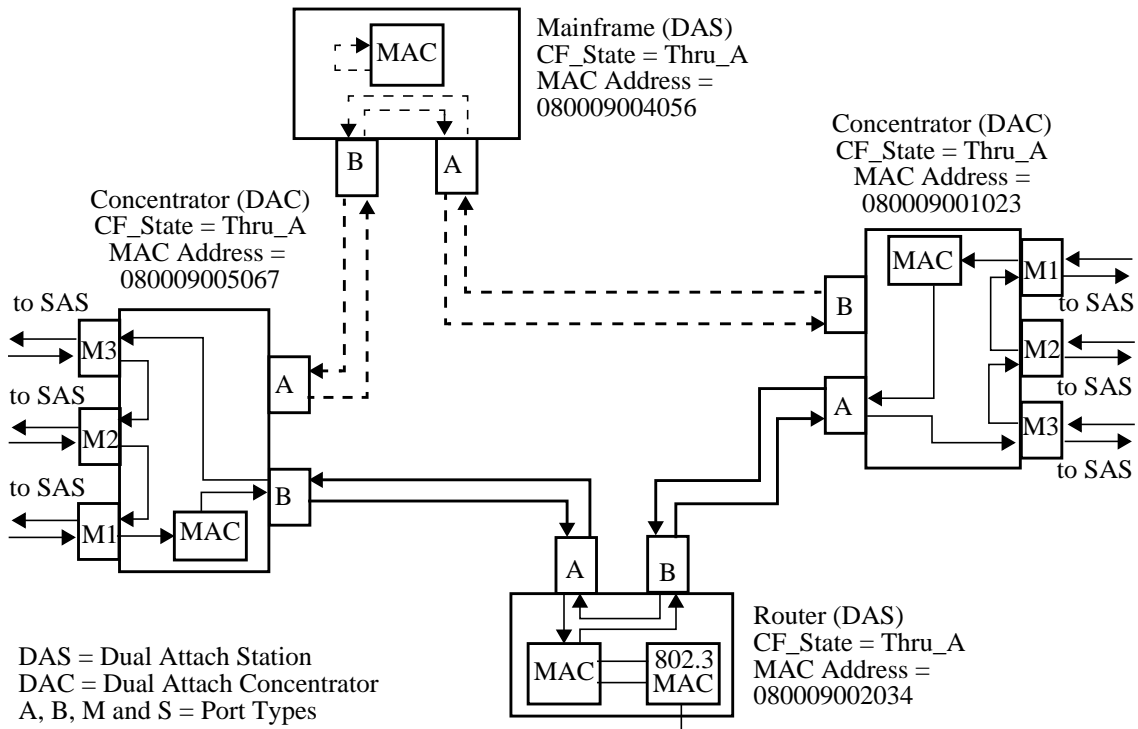 Mainframe (DAS)
CF_State = Thru_A
MAC Address =
080009004056
MAC
B
A
Concentrator (DAC)
CF_State = Thru_A
MAC Address =
080009001023
MAC
M1
to SAS
B
M2
to SAS
A
M3
to SAS
Concentrator (DAC)
CF_State = Thru_A
MAC Address =
080009005067
to SAS
M3
A
to SAS
M2
to SAS
B
M1
MAC
A
B
MAC
802.3
MAC
Router (DAS)
CF_State = Thru_A
MAC Address =
080009002034
DAS = Dual Attach Station
DAC = Dual Attach Concentrator
A, B, M and S = Port Types